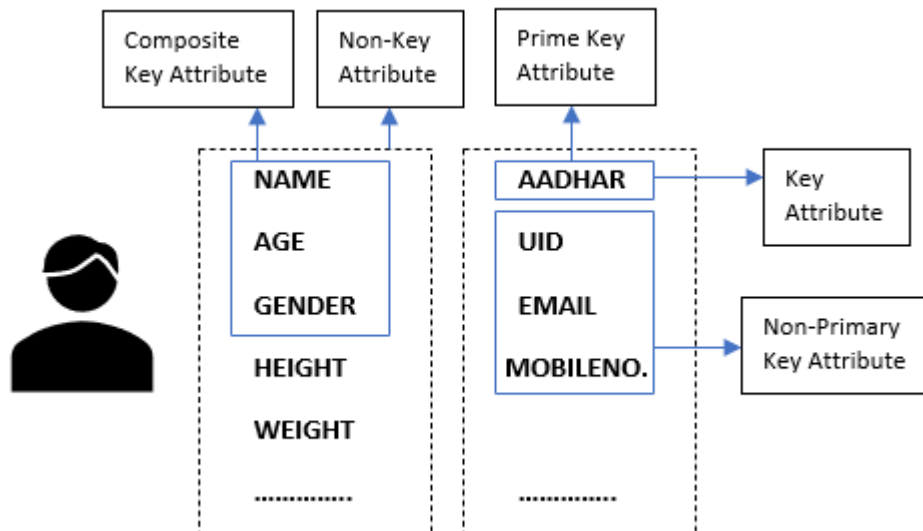 Composite
Key Attribute
Non-Key
Attribute
Prime Key
Attribute
NAME
AGE
GENDER
HEIGHT
WEIGHT
..............
AADHAR
UID
EMAIL
MOBILENO.
..............
Key
Attribute
Non-Primary
Key Attribute